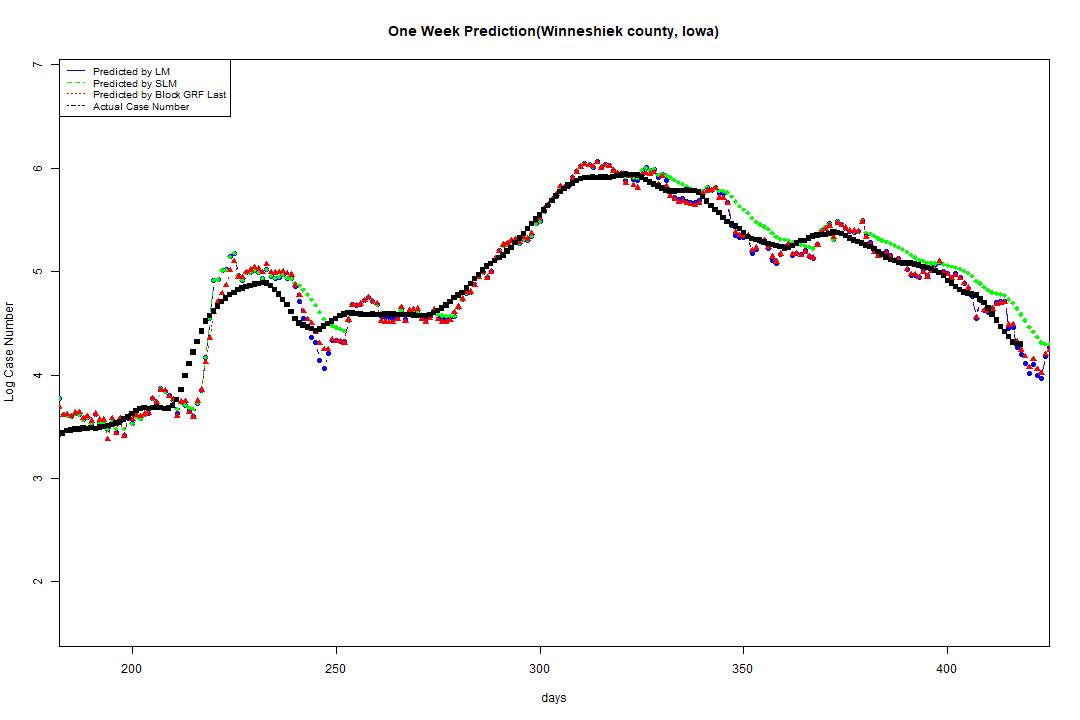 One Week Prediction(Winneshiek county, Iowa)
Predicted by LM
Predicted by SLM
Predicted by Block GRF Last
Actual Case Number
7
6
5
4
3
2
Log Case Number
200 250 300 350 400
days